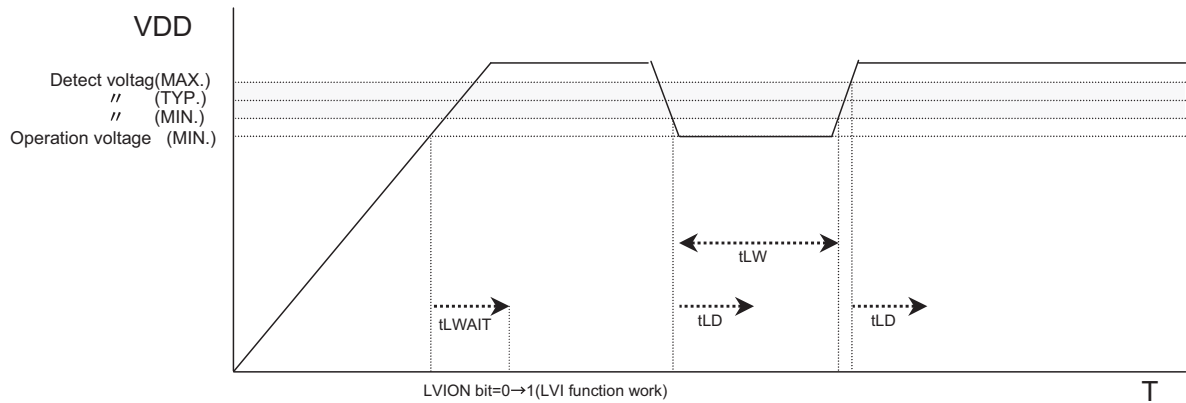 VDD
Detect voltag(MAX.)
〃 (TYP.)
〃 (MIN.)
Operation voltage (MIN.)
tLW
tLWAIT
tLD
tLD
LVION bit=0→1(LVI function work)
T